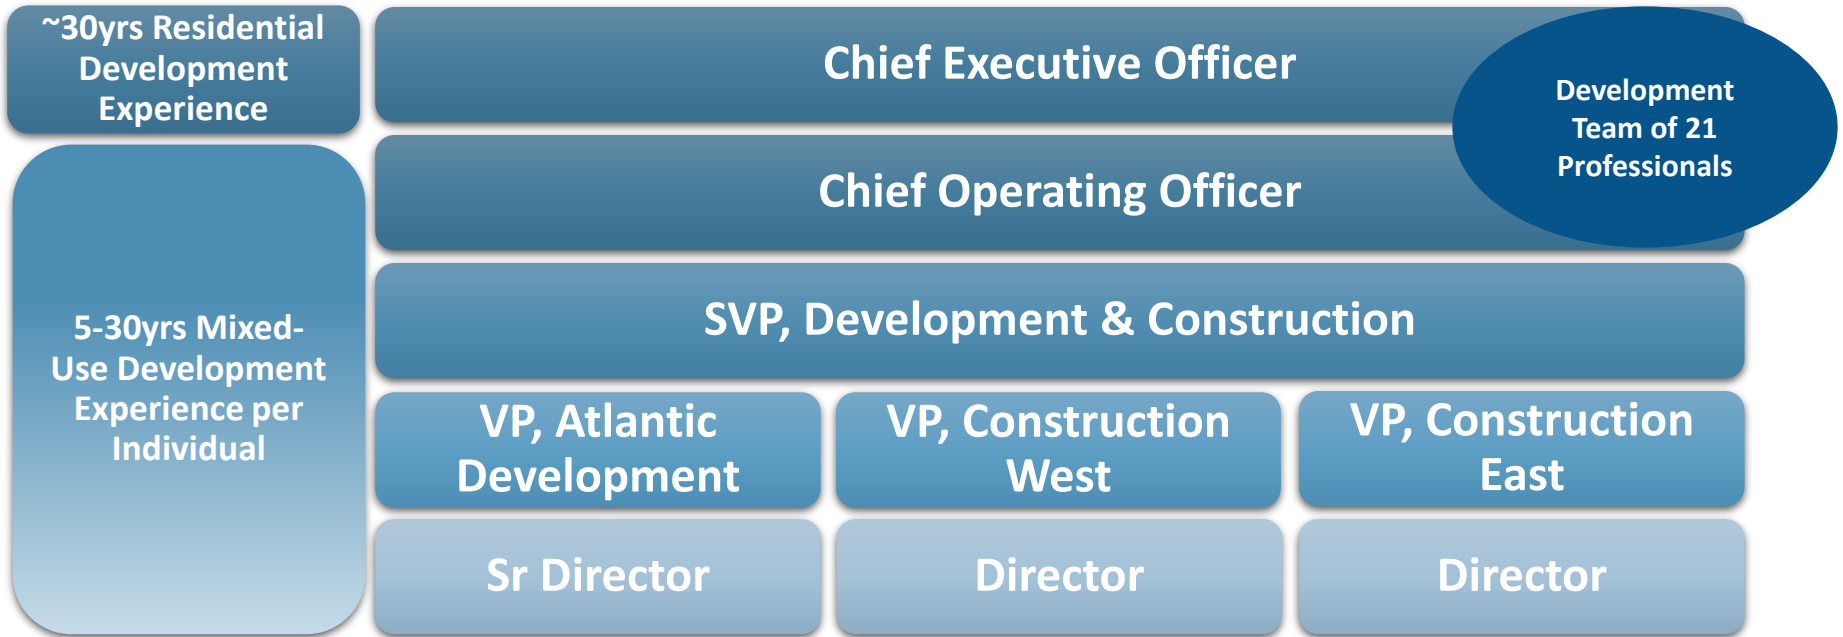 ~30yrs Residential
Development
Experience
Chief Executive Officer
Development
Team of 21
Professionals
Chief Operating Officer
5-30yrs Mixed-
Use Development
Experience per
Individual
SVP, Development & Construction
VP, Atlantic
Development
VP, Construction
West
VP, Construction
East
Sr Director
Director
Director